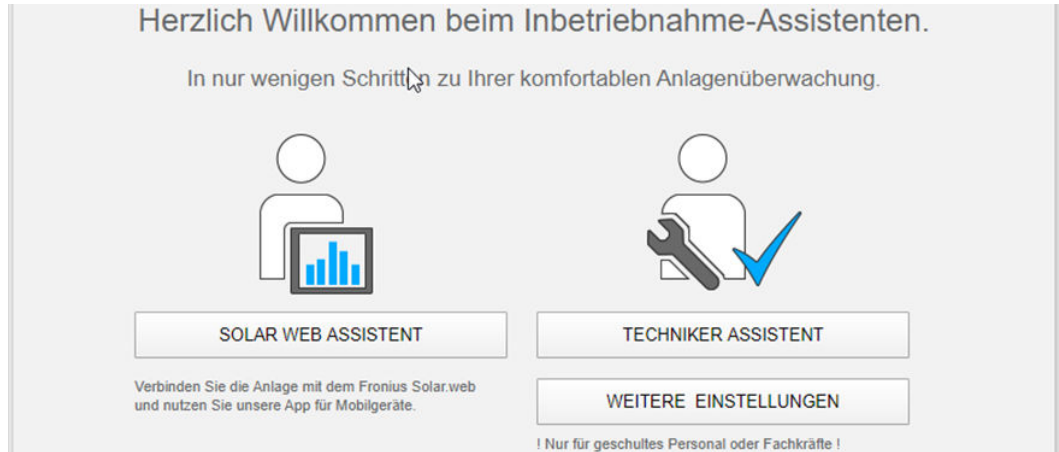 Herzlich Willkommen beim Inbetriebnahme-Assistenten.
In nur wenigen Schritten zu Ihrer komfortablen Anlagenüberwachung.
SOLAR WEB ASSISTENT
Verbinden Sie die Anlage mit dem Fronius Solar.web
und nutzen Sie unsere App für Mobilgeräte.
TECHNIKER ASSISTENT
WEITERE EINSTELLUNGEN
! Nur für geschultes Personal oder Fachkräfte !